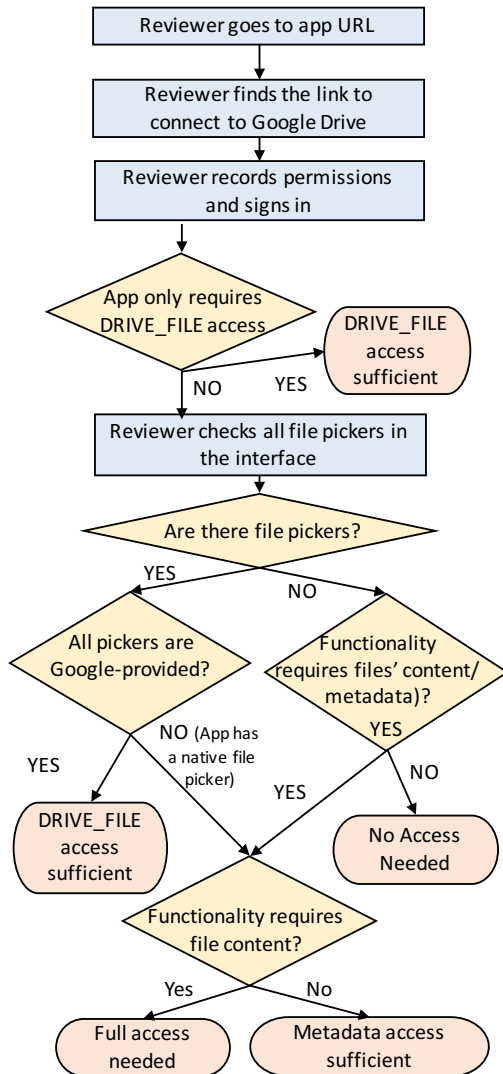 Reviewer goes to app URL
Reviewer finds the link to
connect to Google Drive
Reviewer records permissions
and signs in
App only requires
DRIVE_FILE access
DRIVE_FILE
access
sufficient
NO
YES
Reviewer checks all file pickers in
the interface
Are there file pickers?
YES
NO
All pickers are
Google-provided?
Functionality
requires files' content/
metadata)?
YES
NO (App has
a native file
picker)
YES
YES
NO
DRIVE_FILE
access
sufficient
No Access
Needed
Functionality requires
file content?
Yes
No
Full access
needed
Metadata access
sufficient